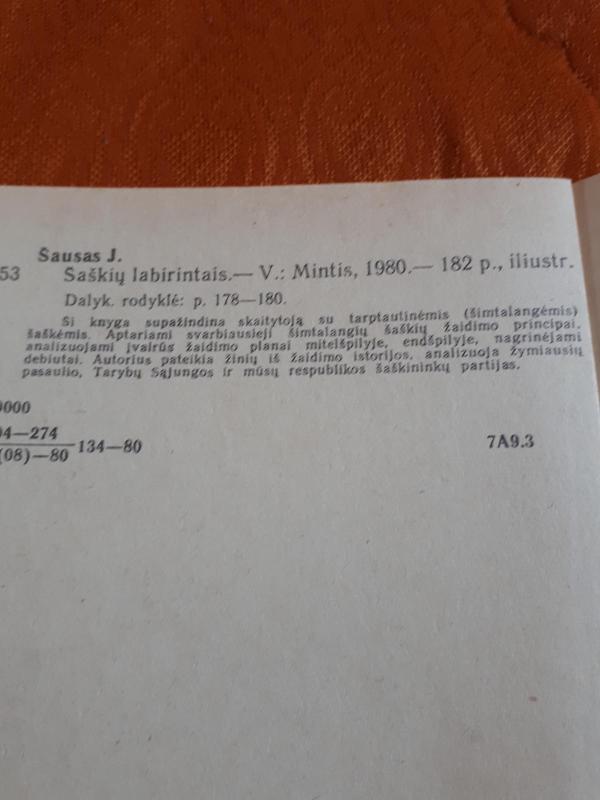 Šausas J.
53 Šaškių labirintais.— V.: Mintis, 1980.— 182 p., iliustr.
Dalyk. rodyklė: p. 178—180.
Ši knyga supažindina skaitytoją su tarptautinėmis (šimtalangėmis)
šaškėmis. Aptariami svarbiausieji šimtalangių šaškių žaidimo principai,
analizuojami įvairūs žaidimo planai mitelšpilyje, endšpilyje, nagrinėjami
debiutai. Autorius pateikia žinių iš žaidimo istorijos, analizuoja žymiausių
pasaulio, Tarybų Sąjungos ir mūsų respublikos šaškininkų partijas.
0000
04—274
(08)—80 134—80 7A9.3